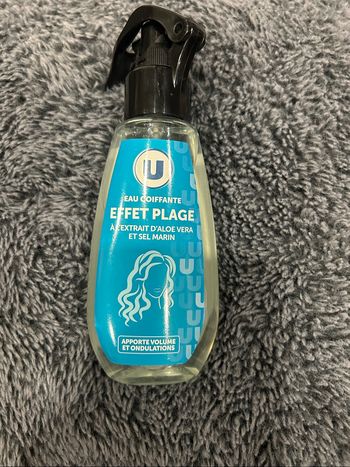 U
EAU COIFFANTE
EFFET PLAGE
À L'EXTRAIT D'ALOE VERA
ET SEL MARIN
APPORTE VOLUME
ET ONDULATIONS